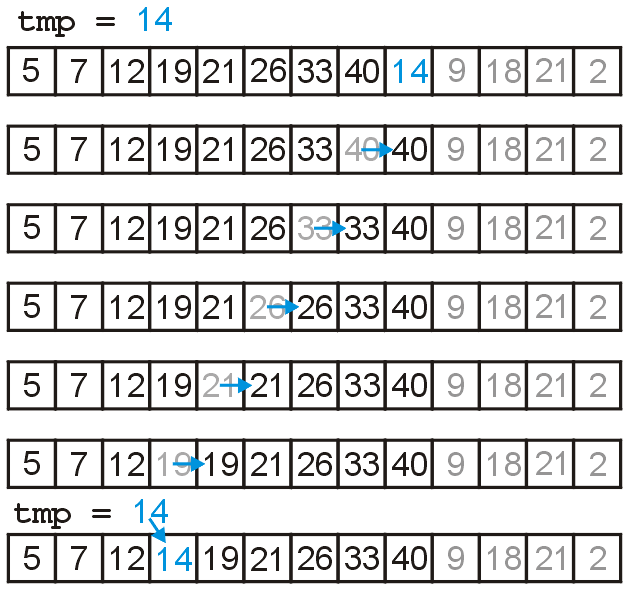 tmp = 14
5 7 12 19 21 26 33 40 14 9 18 21 2
5 7 12 19 21 26 33 40 40 9 18 21 2
5 7 12 19 21 26 33 33 40 9 18 21 2
5 7 12 19 21 26 26 33 40 9 18 21 2
5 7 12 19 21 21 26 33 40 9 18 21 2
5 7 12 19 19 21 26 33 40 9 18 21 2
tmp = 14
5 7 12 14 19 21 26 33 40 9 18 21 2